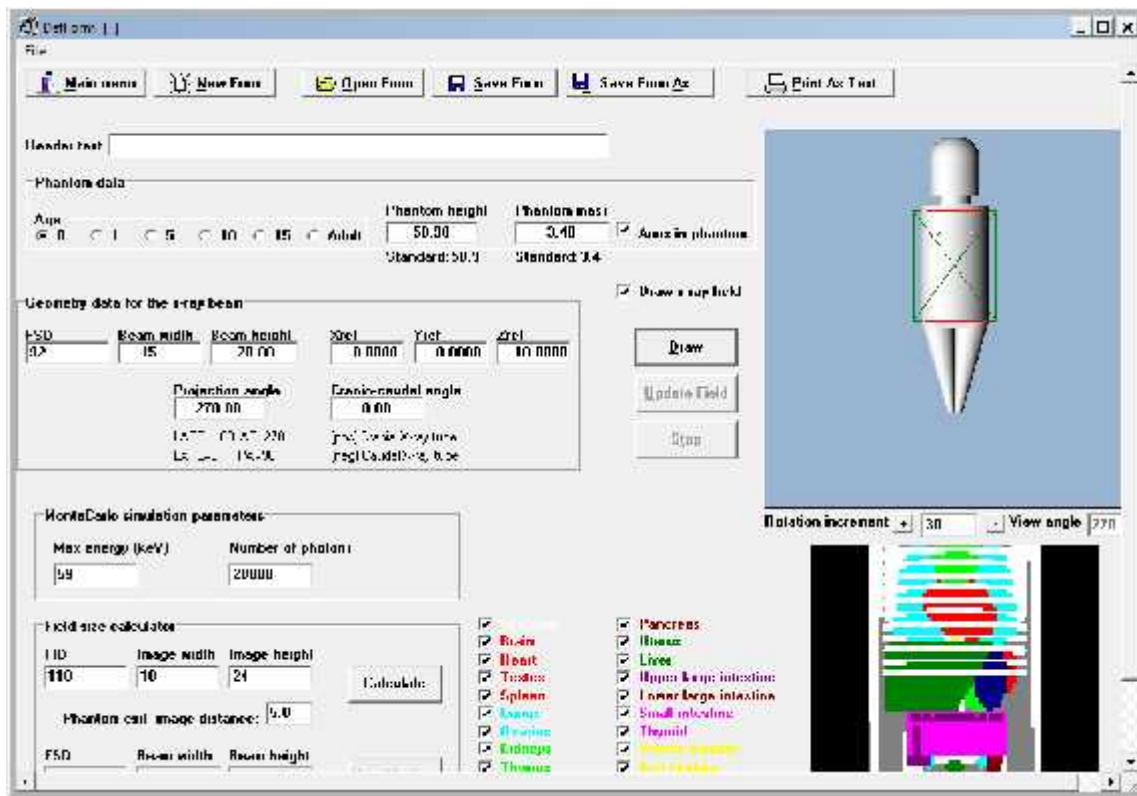 File
Main menu New Form Open Form Save Form Save Form As Print As Text
Header text
Phantom data
Age
0 1 5 10 15 Adult
Phantom height Phantom mass
50.90 3.40 Arms in phantom
Standard: 50.9 Standard: 3.4
Draw x-ray field
Geometry data for the x-ray beam
FSD Beam width Beam height Xref Yref Zref
92 15 20.00 0.0000 0.0000 10.0000
Draw
Projection angle Cranio-caudal angle
270.00 0.00
Update Field
Stop
MonteCarlo simulation parameters
Max energy (keV) Number of photons
59 20000
Rotation increment + 30 - View angle 270
Field size calculator
FID Image width Image height
110 18 24
Calculate
Phantom exit image distance: 5.0
FSD Beam width Beam height
Brain
Heart
Testes
Spleen
Lungs
Ovaries
Kidneys
Thymus
Pancreas
Uterus
Liver
Upper large intestine
Lower large intestine
Small intestine
Thyroid